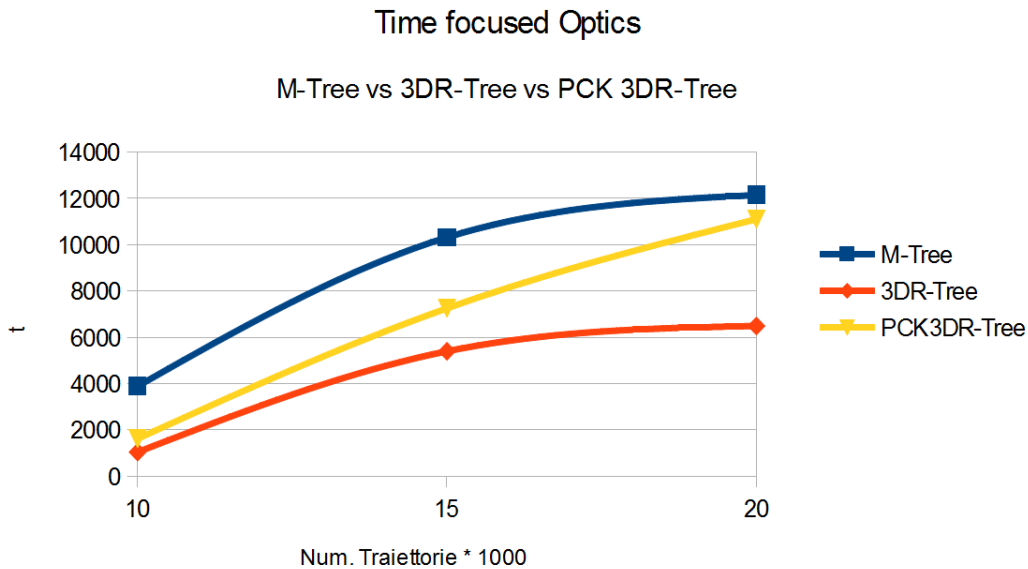 Time focused Optics
M-Tree vs 3DR-Tree vs PCK 3DR-Tree
14000
12000
10000
8000
6000
4000
2000
0
t
10
15
20
Num. Traiettorie * 1000
M-Tree
3DR-Tree
PCK3DR-Tree